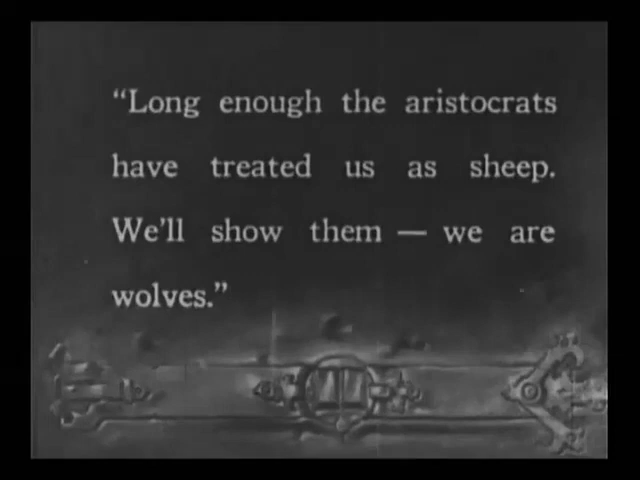 “Long enough the aristocrats
have treated us as sheep.
We’ll show them — we are
wolves.”